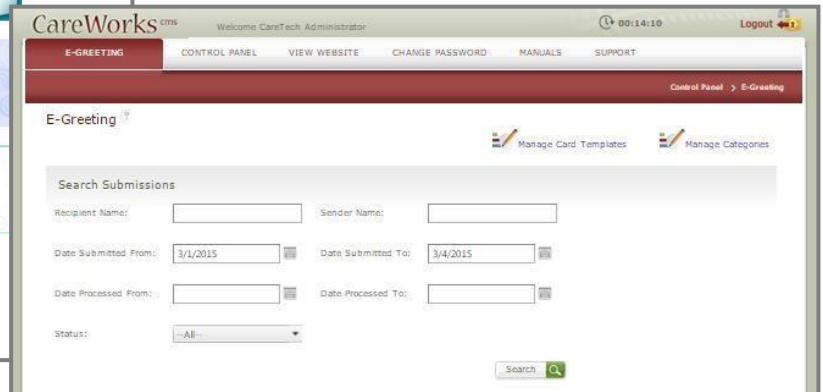 CareWorks cms Welcome CareTech Administrator 00:14:10 Logout
E-GREETING CONTROL PANEL VIEW WEBSITE CHANGE PASSWORD MANUALS SUPPORT
Control Panel > E-Greeting
E-Greeting ?
Manage Card Templates Manage Categories
Search Submissions
Recipient Name: Sender Name:
Date Submitted From: 3/1/2015 Date Submitted To: 3/4/2015
Date Processed From: Date Processed To:
Status: --All--
Search